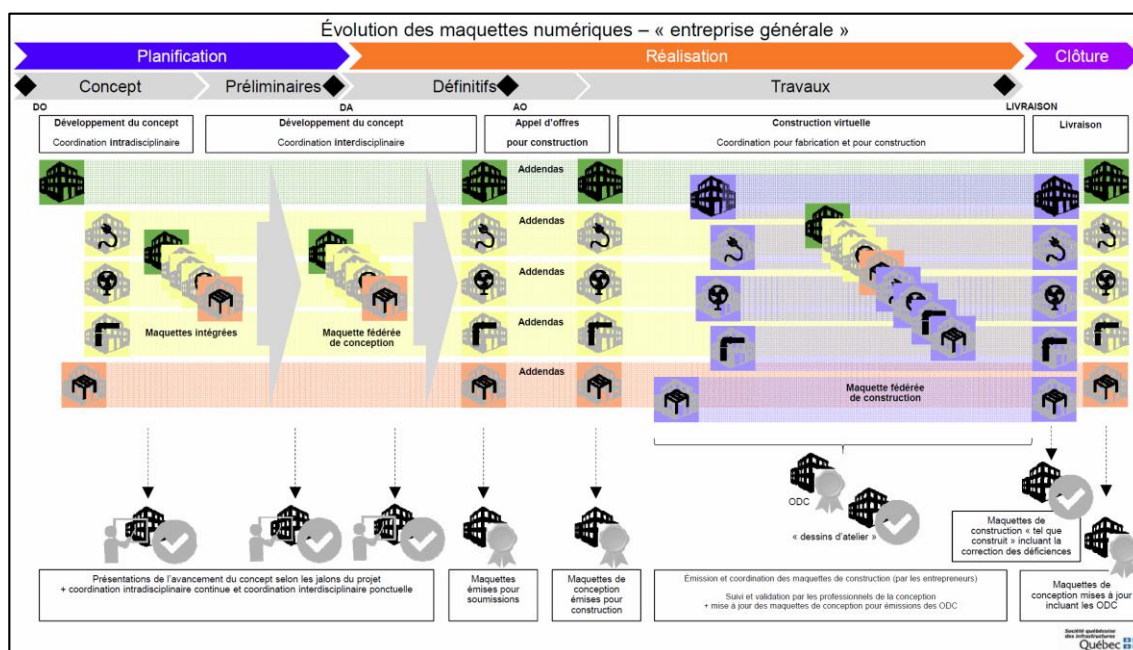 Évolution des maquettes numériques – « entreprise générale »
Planification
Réalisation
Clôture
Concept
Préliminaires
Définitifs
Travaux
DO
DA
AO
LIVRAISON
Développement du concept
Coordination intradisciplinaire
Développement du concept
Coordination interdisciplinaire
Appel d'offres
pour construction
Construction virtuelle
Coordination pour fabrication et pour construction
Livraison
Addendas
Addendas
Addendas
Addendas
Addendas
Maquettes intégrées
Maquette fédérée
de conception
Maquette fédérée
de construction
ODC
« dessins d'atelier »
Présentations de l'avancement du concept selon les jalons du projet
+ coordination intradisciplinaire continue et coordination interdisciplinaire ponctuelle
Maquettes
émises pour
soumissions
Maquettes de
conception
émises pour
construction
Émission et coordination des maquettes de construction (par les entrepreneurs)
Suivi et validation par les professionnels de la conception
+ mise à jour des maquettes de conception pour émissions des ODC
Maquettes de
construction « tel que
construit » incluant la
correction des déficiences
Maquettes de
conception mises à jour
incluant les ODC
Société québécoise
des infrastructures
Québec